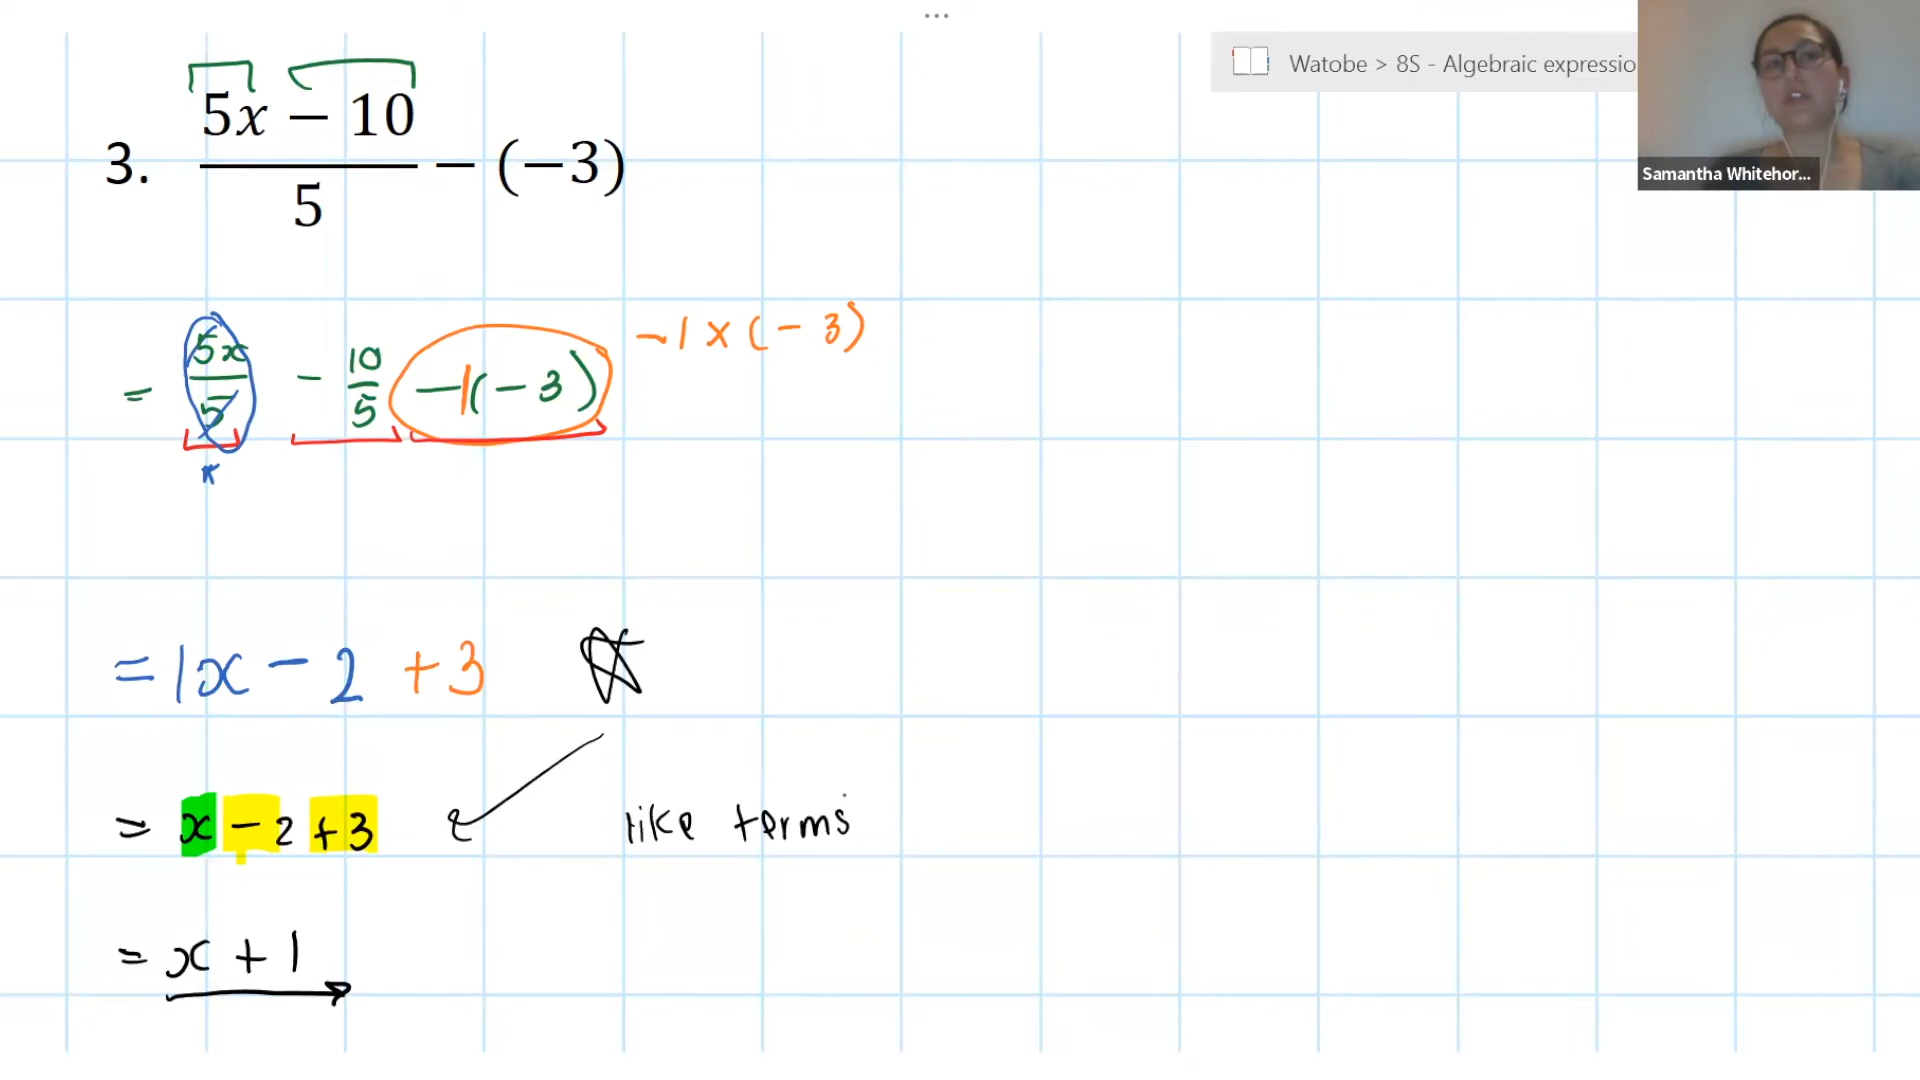 ...
Watobe > 8S - Algebraic expressio
Samantha Whitehor...
5x − 10
3. ─── − (−3)
5
−1 × (−3)
= 5x/5 − 10/5 −1(−3)
= 1x − 2 + 3
= x − 2 + 3 like terms
= x + 1